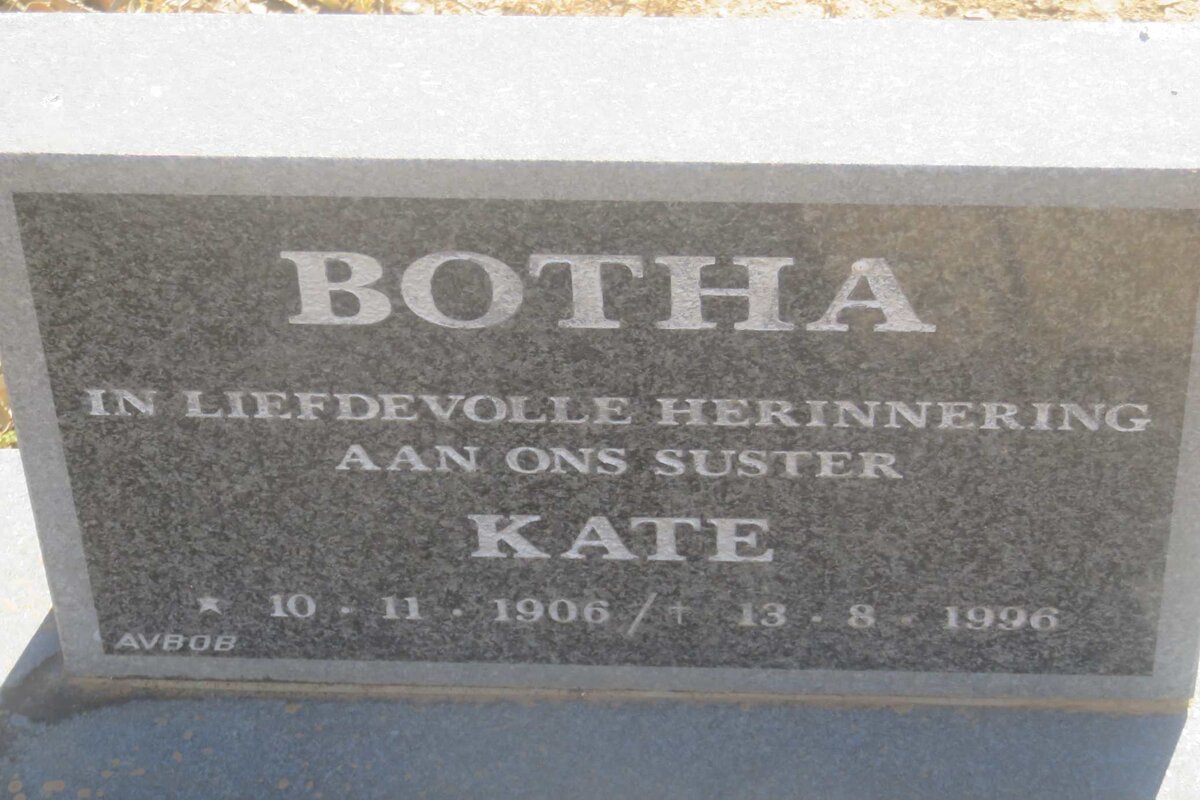 BOTHA
IN LIEFDEVOLLE HERINNERING
AAN ONS SUSTER
KATE
★ 10 · 11 · 1906 / † 13 · 8 · 1996
AVBOB